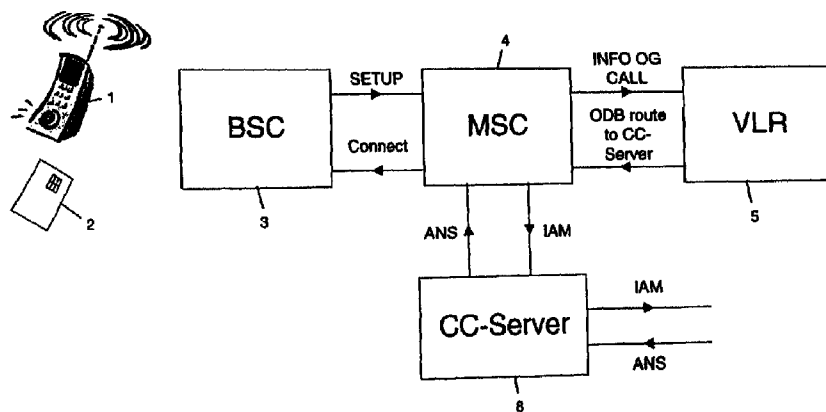 4
INFO OG
CALL
SETUP
1
BSC
MSC
VLR
ODB route
to CC-
Server
Connect
2
3
5
ANS
IAM
CC-Server
IAM
ANS
8